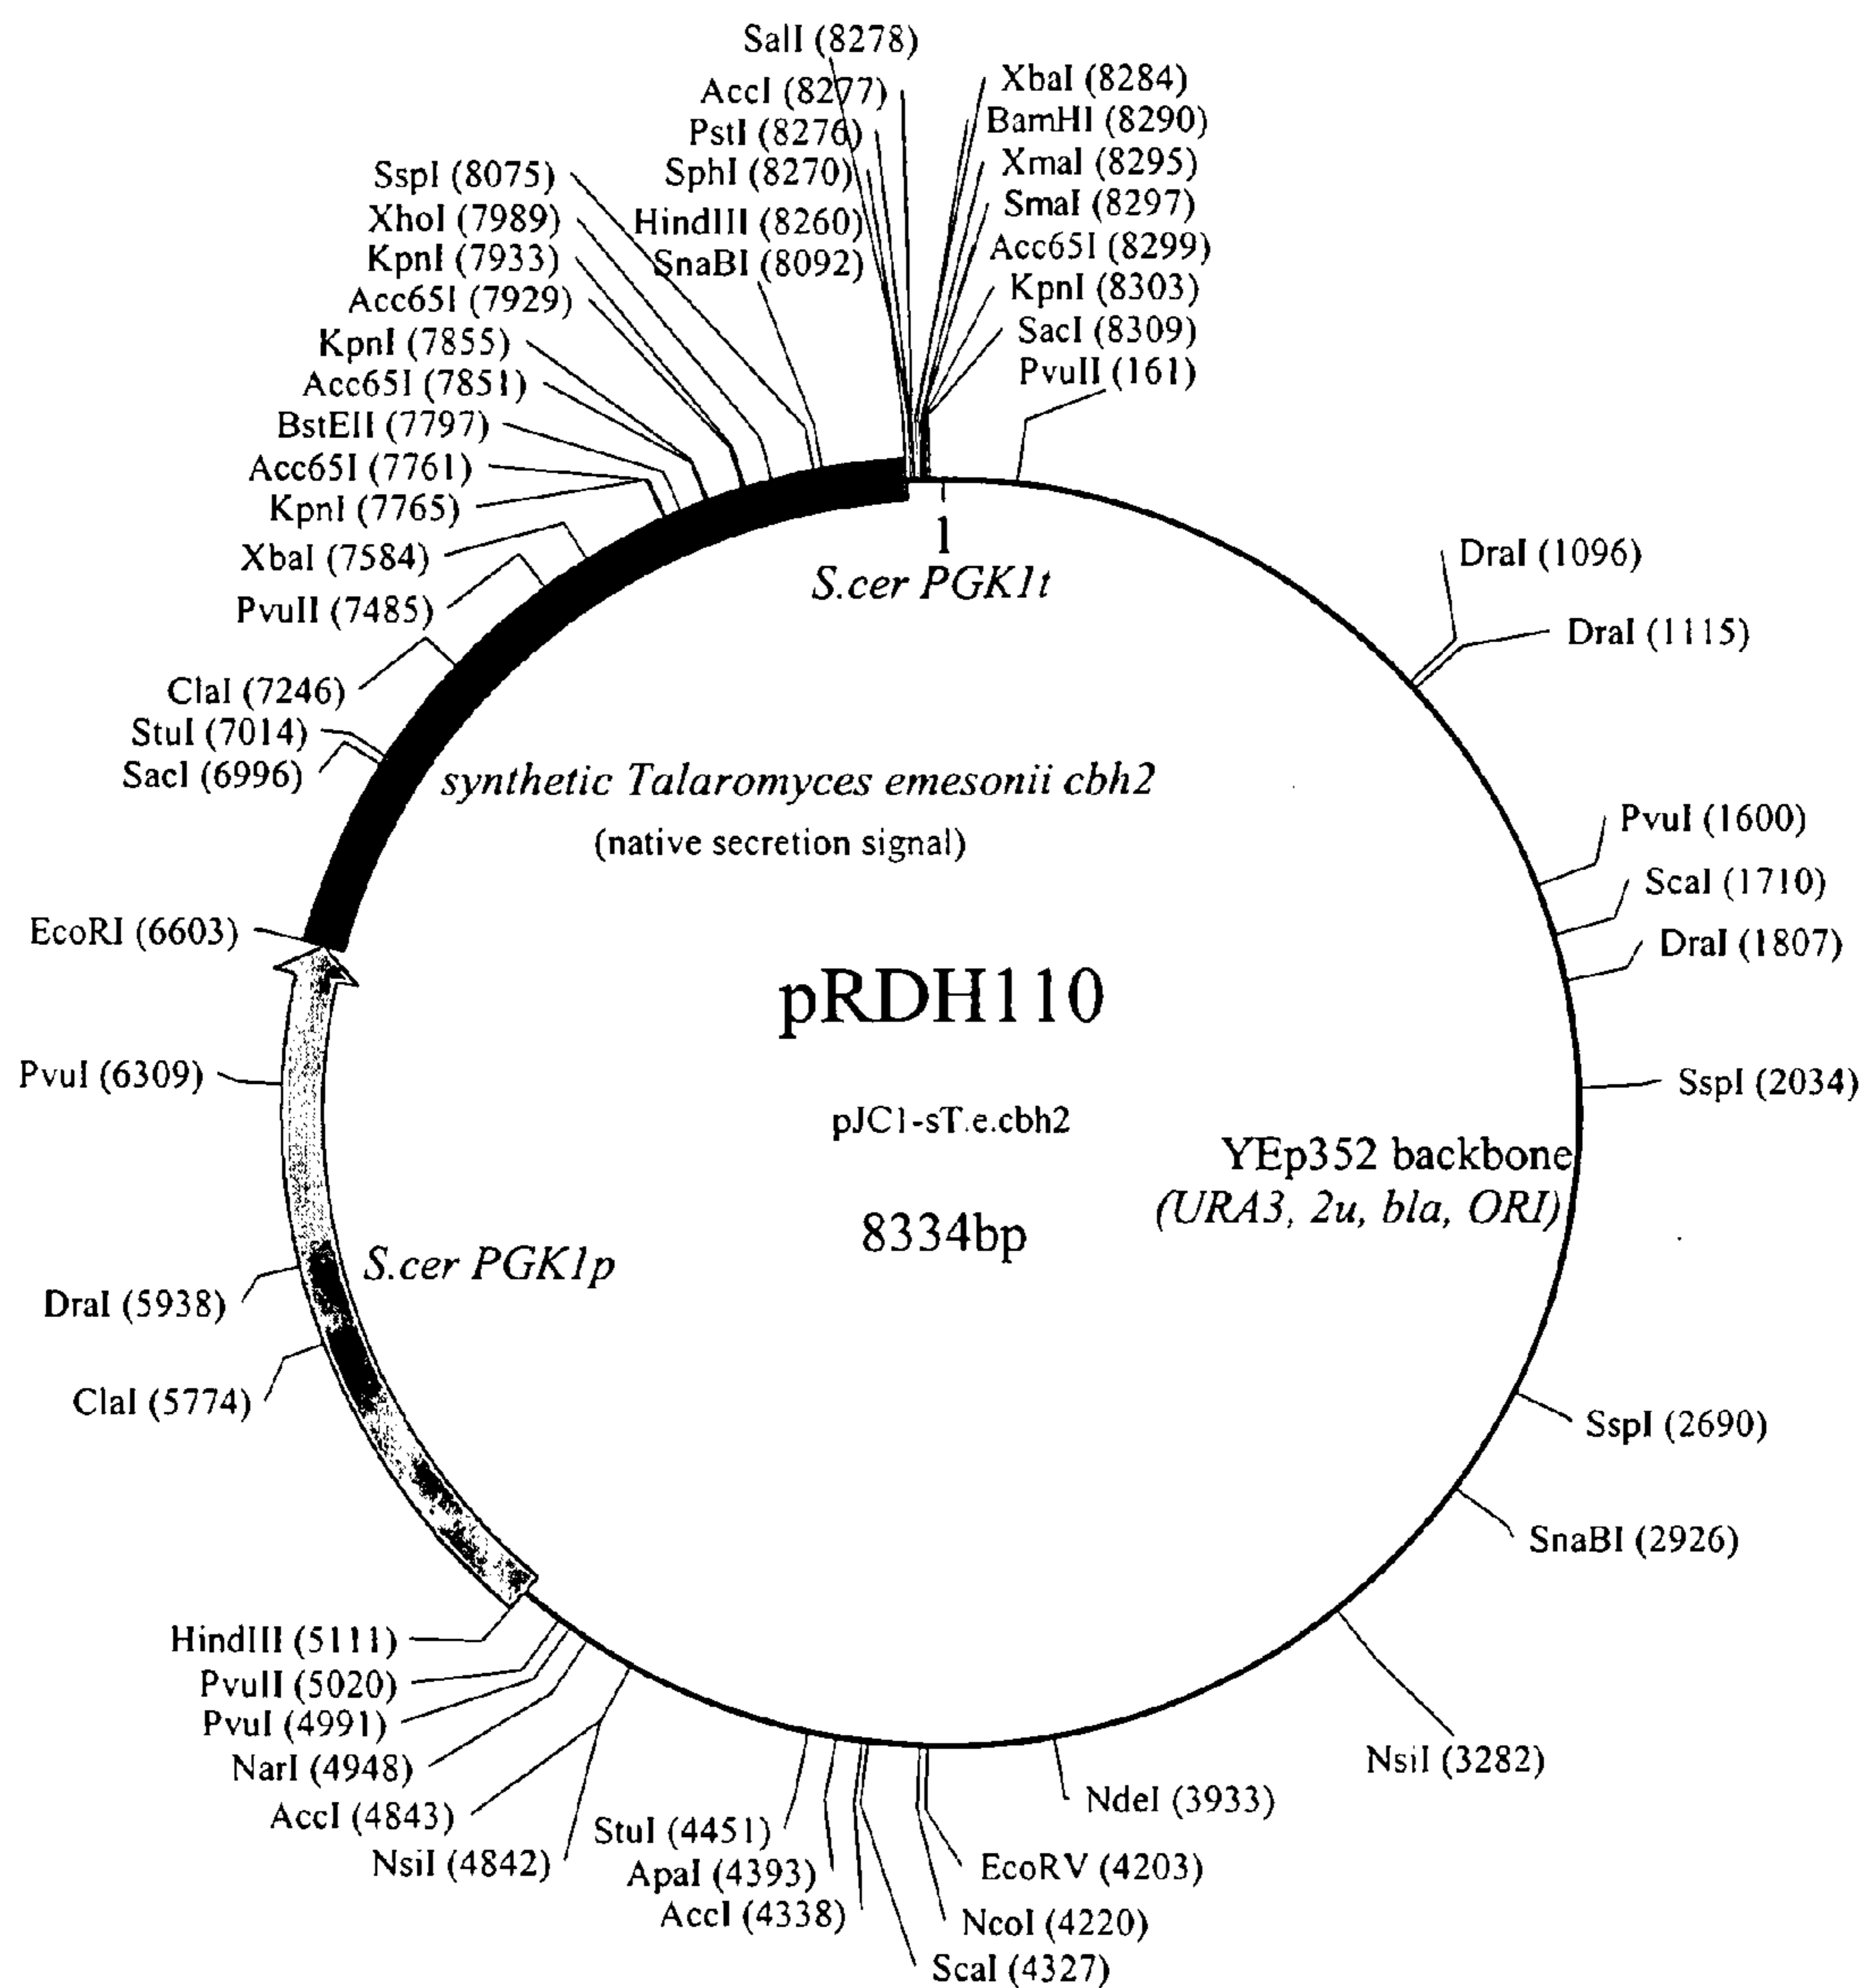 SalI (8278)
AccI (8277)
PstI (8276)
SphI (8270)
HindIII (8260)
SnaBI (8092)
SspI (8075)
XhoI (7989)
KpnI (7933)
Acc65I (7929)
KpnI (7855)
Acc65I (7851)
BstEII (7797)
Acc65I (7761)
KpnI (7765)
XbaI (7584)
PvuII (7485)
ClaI (7246)
StuI (7014)
SacI (6996)
EcoRI (6603)
PvuI (6309)
DraI (5938)
ClaI (5774)
HindIII (5111)
PvuII (5020)
PvuI (4991)
NarI (4948)
AccI (4843)
NsiI (4842)
StuI (4451)
ApaI (4393)
AccI (4338)
XbaI (8284)
BamHI (8290)
XmaI (8295)
SmaI (8297)
Acc65I (8299)
KpnI (8303)
SacI (8309)
PvuII (161)
DraI (1096)
DraI (1115)
PvuI (1600)
ScaI (1710)
DraI (1807)
SspI (2034)
SspI (2690)
SnaBI (2926)
NsiI (3282)
NdeI (3933)
EcoRV (4203)
NcoI (4220)
ScaI (4327)
1
S.cer PGK1t
synthetic Talaromyces emesonii cbh2
(native secretion signal)
pRDH110
pJC1-sT.e.cbh2
8334bp
YEp352 backbone
(URA3, 2u, bla, ORI)
S.cer PGK1p